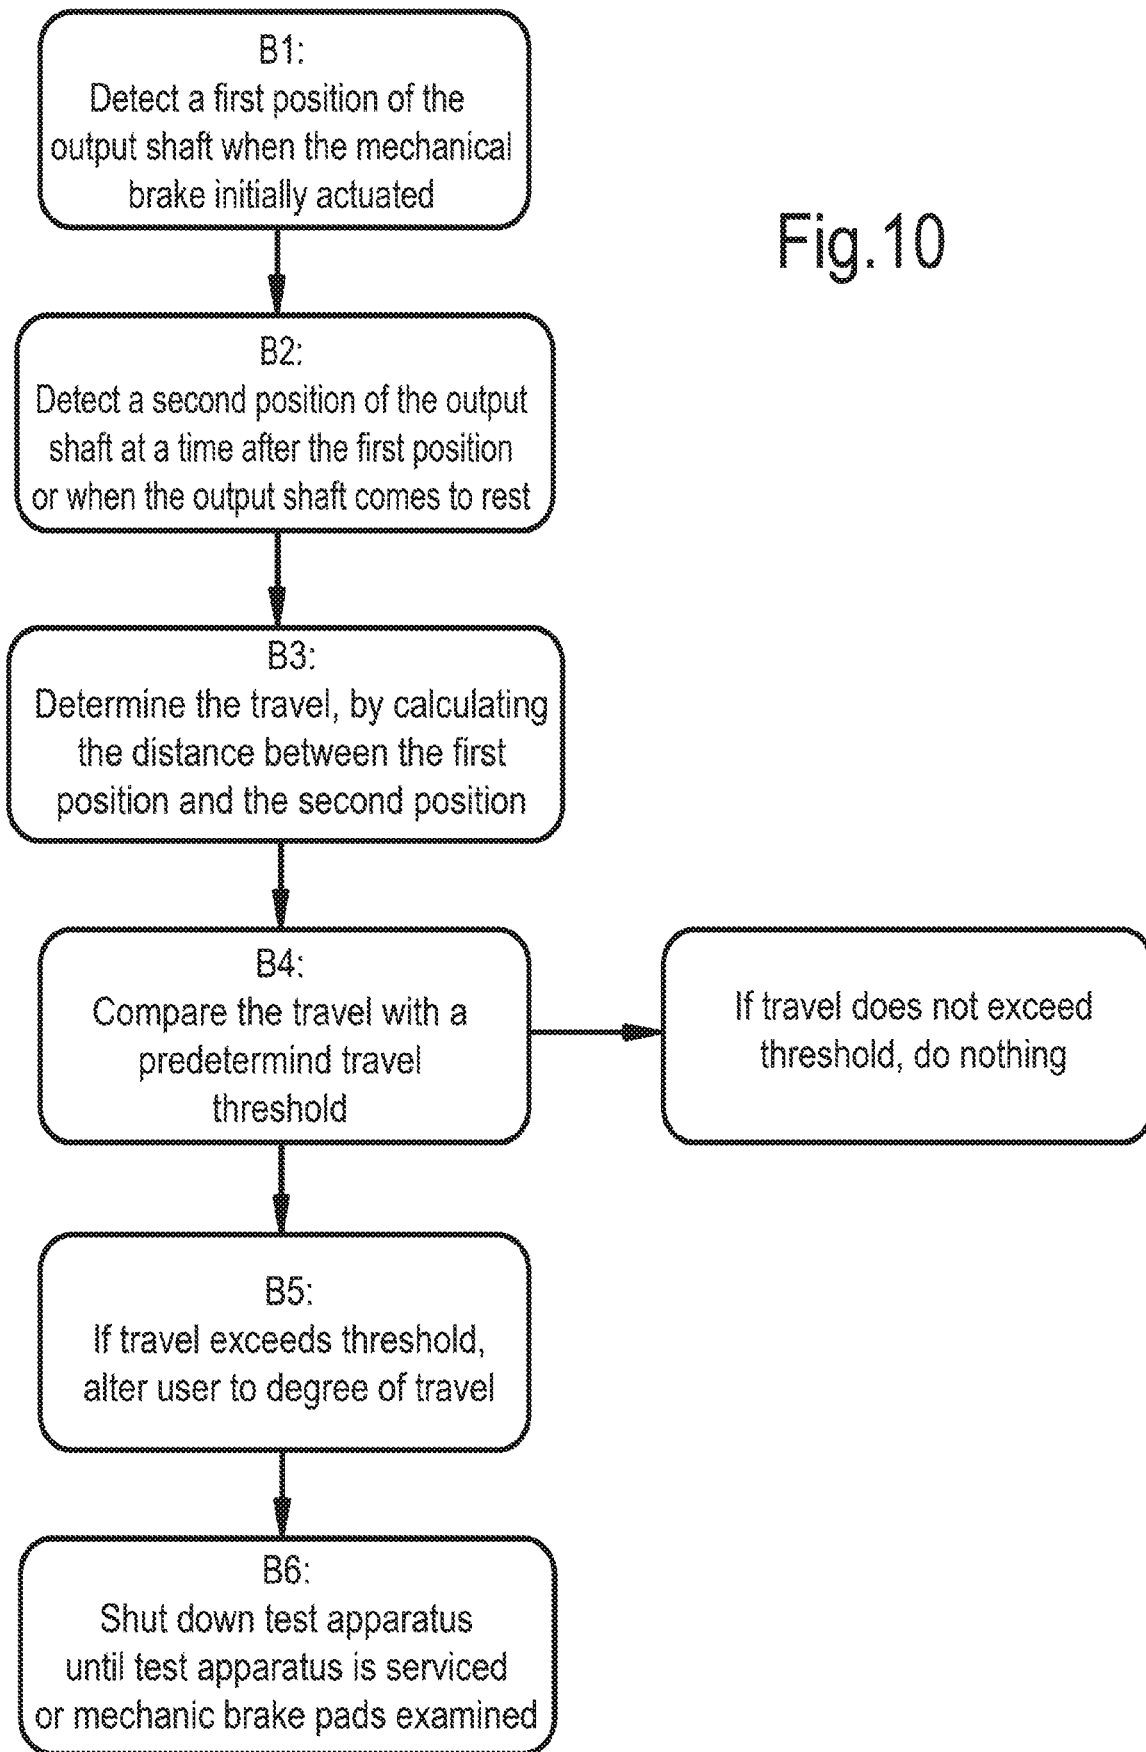 B1:
Detect a first position of the
output shaft when the mechanical
brake initially actuated
Fig.10
B2:
Detect a second position of the output
shaft at a time after the first position
or when the output shaft comes to rest
B3:
Determine the travel, by calculating
the distance between the first
position and the second position
B4:
Compare the travel with a
predetermind travel
threshold
If travel does not exceed
threshold, do nothing
B5:
If travel exceeds threshold,
alter user to degree of travel
B6:
Shut down test apparatus
until test apparatus is serviced
or mechanic brake pads examined